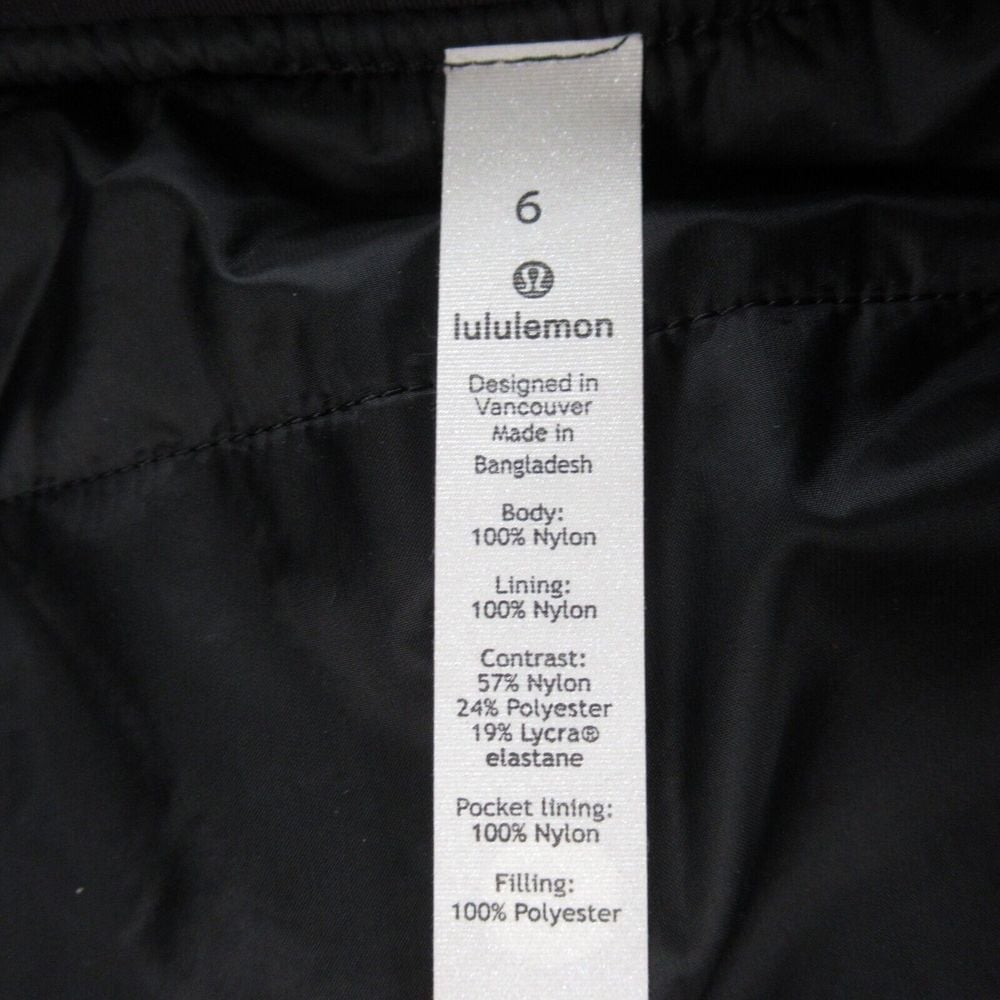 6
lululemon
Designed in
Vancouver
Made in
Bangladesh
Body:
100% Nylon
Lining:
100% Nylon
Contrast:
57% Nylon
24% Polyester
19% Lycra®
elastane
Pocket lining:
100% Nylon
Filling:
100% Polyester